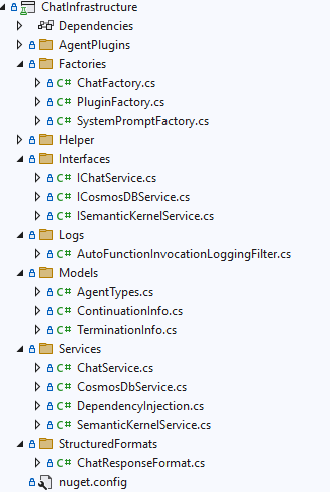 ChatInfrastructure
Dependencies
AgentPlugins
Factories
C# ChatFactory.cs
C# PluginFactory.cs
C# SystemPromptFactory.cs
Helper
Interfaces
C# IChatService.cs
C# ICosmosDBService.cs
C# ISemanticKernelService.cs
Logs
C# AutoFunctionInvocationLoggingFilter.cs
Models
C# AgentTypes.cs
C# ContinuationInfo.cs
C# TerminationInfo.cs
Services
C# ChatService.cs
C# CosmosDbService.cs
C# DependencyInjection.cs
C# SemanticKernelService.cs
StructuredFormats
C# ChatResponseFormat.cs
nuget.config